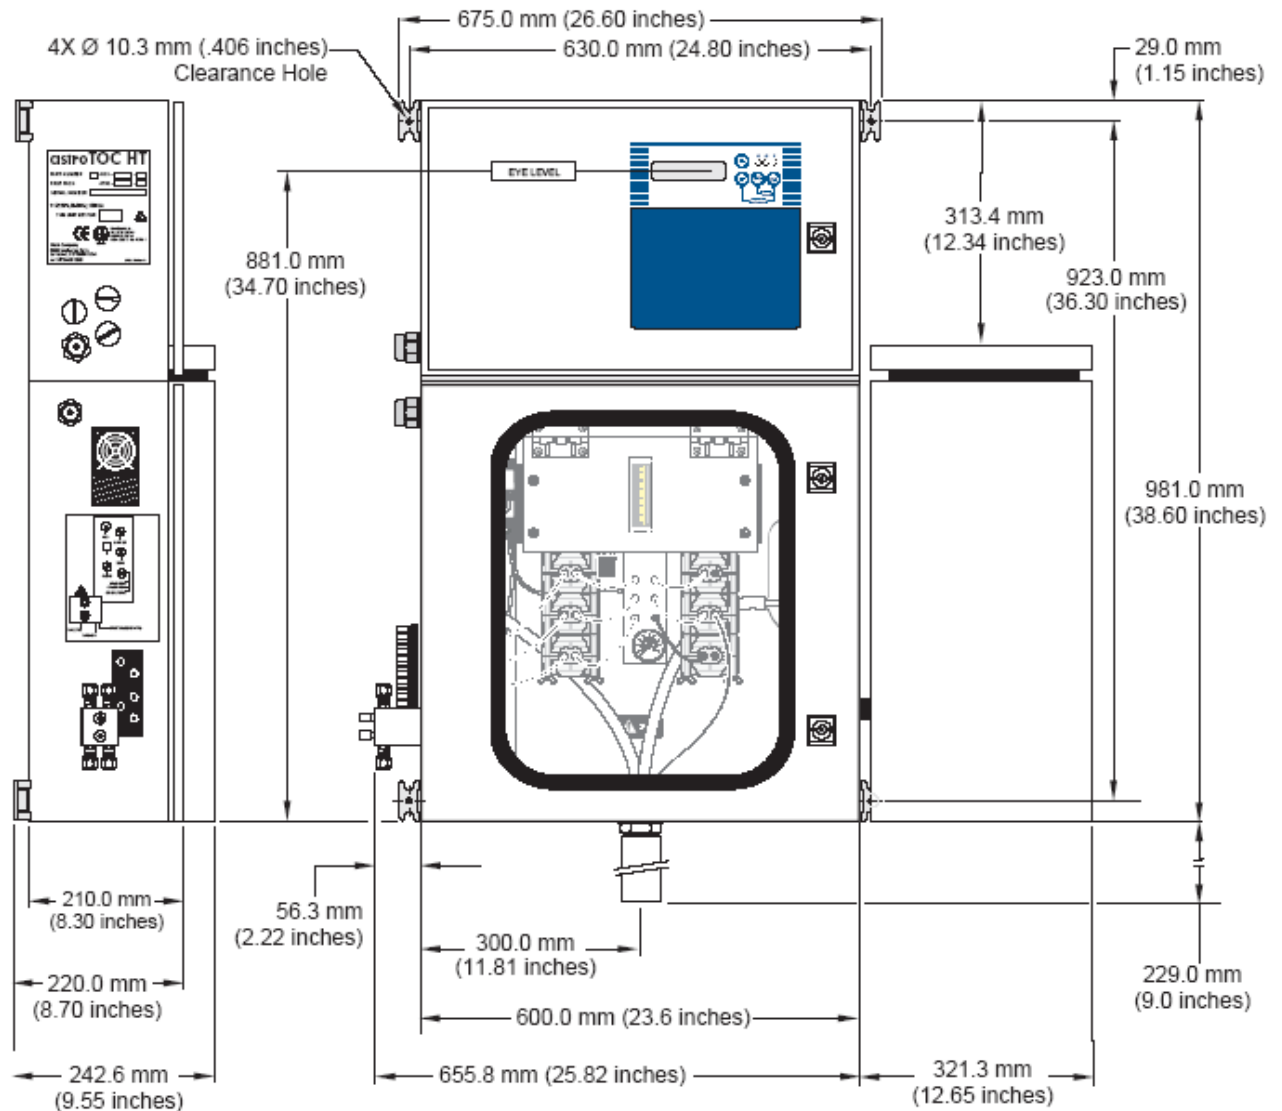 675.0 mm (26.60 inches)
4X Ø 10.3 mm (.406 inches)
Clearance Hole
630.0 mm (24.80 inches)
29.0 mm
(1.15 inches)
astro TOC HT
EYE LEVEL
313.4 mm
(12.34 inches)
881.0 mm
(34.70 inches)
923.0 mm
(36.30 inches)
CE
981.0 mm
(38.60 inches)
210.0 mm
(8.30 inches)
56.3 mm
(2.22 inches)
300.0 mm
(11.81 inches)
220.0 mm
(8.70 inches)
229.0 mm
(9.0 inches)
600.0 mm (23.6 inches)
242.6 mm
(9.55 inches)
655.8 mm (25.82 inches)
321.3 mm
(12.65 inches)